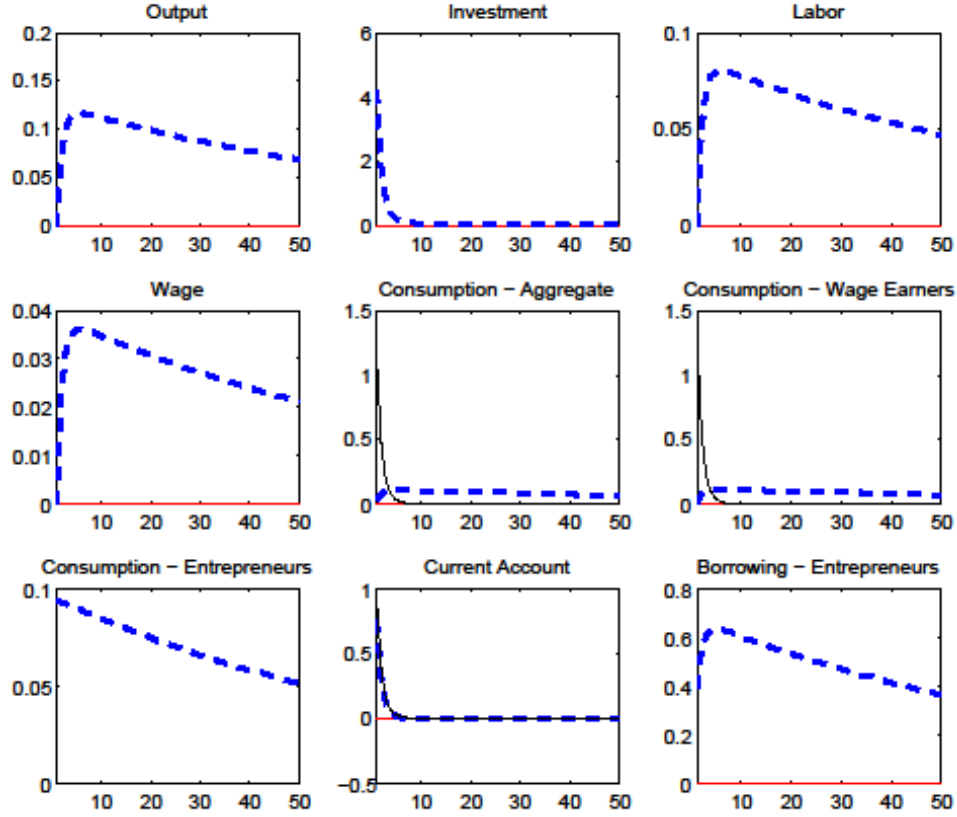 Output
0.2
0.15
0.1
0.05
0
10 20 30 40 50
Investment
6
4
2
0
10 20 30 40 50
Labor
0.1
0.05
0
10 20 30 40 50
Wage
0.04
0.03
0.02
0.01
0
10 20 30 40 50
Consumption − Aggregate
1.5
1
0.5
0
10 20 30 40 50
Consumption − Wage Earners
1.5
1
0.5
0
10 20 30 40 50
Consumption − Entrepreneurs
0.1
0.05
0
10 20 30 40 50
Current Account
1
0.5
0
−0.5
10 20 30 40 50
Borrowing − Entrepreneurs
0.8
0.6
0.4
0.2
0
10 20 30 40 50